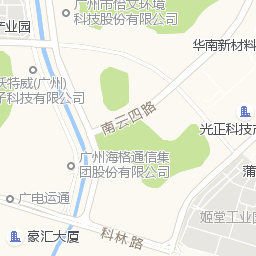 广州市怡文环境
科技股份有限公司
产业园
华南新材料
沃特威(广州)
子科技有限公司
南云四路
光正科技
广州海格通信集
团股份有限公司
蒲
广电运通
姬堂工业
豪汇大厦
科林路